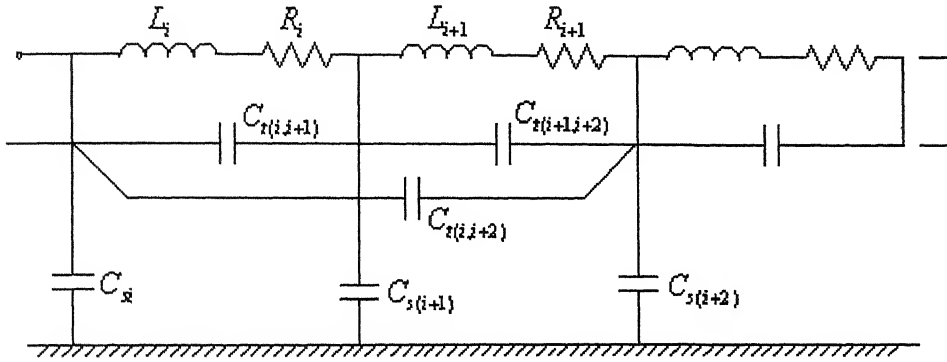 L_i R_i L_{i+1} R_{i+1}
C_{t(i,i+1)} C_{t(i+1,i+2)}
C_{t(i,i+2)}
C_{si} C_{s(i+1)} C_{s(i+2)}